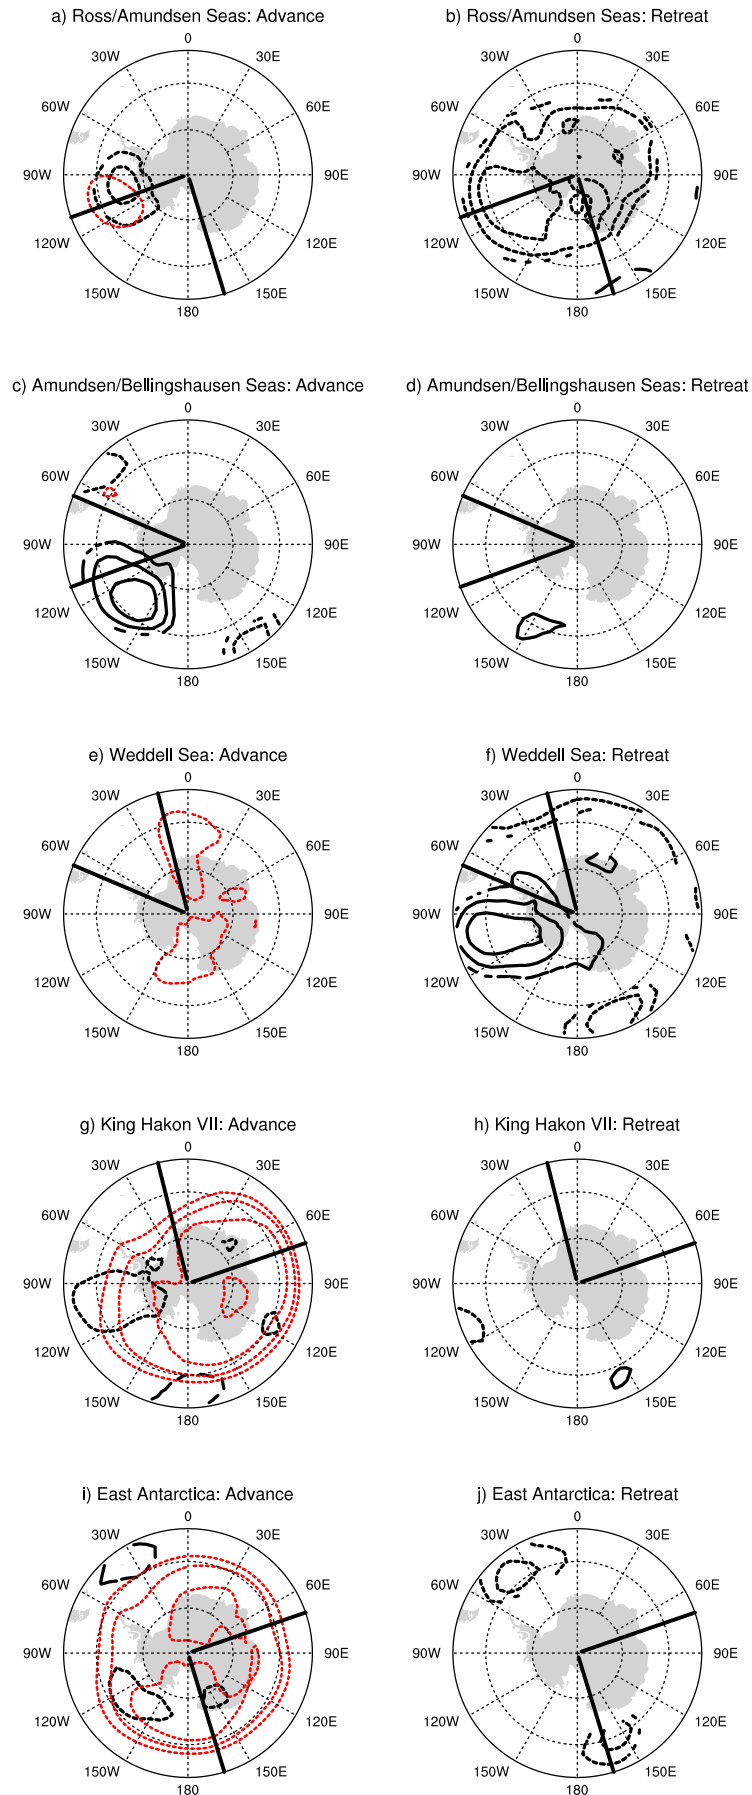 a) Ross/Amundsen Seas: Advance
0
30W 30E
60W 60E
90W 90E
120W 120E
150W 150E
180
b) Ross/Amundsen Seas: Retreat
0
30W 30E
60W 60E
90W 90E
120W 120E
150W 150E
180
c) Amundsen/Bellingshausen Seas: Advance
0
30W 30E
60W 60E
90W 90E
120W 120E
150W 150E
180
d) Amundsen/Bellingshausen Seas: Retreat
0
30W 30E
60W 60E
90W 90E
120W 120E
150W 150E
180
e) Weddell Sea: Advance
0
30W 30E
60W 60E
90W 90E
120W 120E
150W 150E
180
f) Weddell Sea: Retreat
0
30W 30E
60W 60E
90W 90E
120W 120E
150W 150E
180
g) King Hakon VII: Advance
0
30W 30E
60W 60E
90W 90E
120W 120E
150W 150E
180
h) King Hakon VII: Retreat
0
30W 30E
60W 60E
90W 90E
120W 120E
150W 150E
180
i) East Antarctica: Advance
0
30W 30E
60W 60E
90W 90E
120W 120E
150W 150E
180
j) East Antarctica: Retreat
0
30W 30E
60W 60E
90W 90E
120W 120E
150W 150E
180